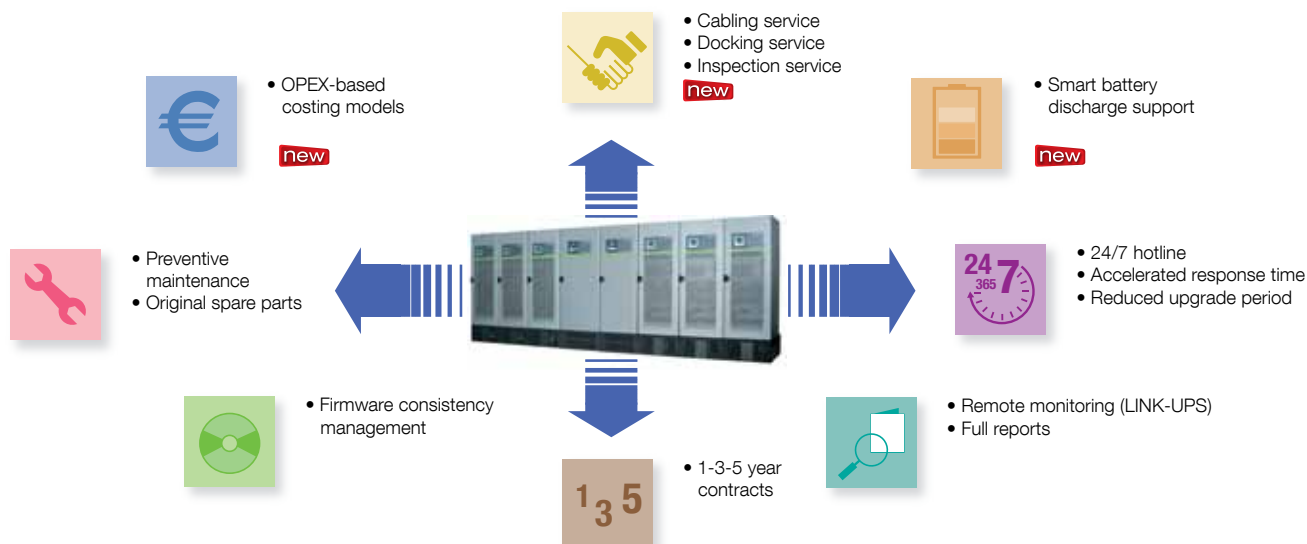 • Cabling service
• Docking service
• Inspection service
new
• OPEX-based
costing models
new
€
• Smart battery
discharge support
new
• Preventive
maintenance
• Original spare parts
24
365 7
• 24/7 hotline
• Accelerated response time
• Reduced upgrade period
• Firmware consistency
management
• Remote monitoring (LINK-UPS)
• Full reports
1 3 5
• 1-3-5 year
contracts